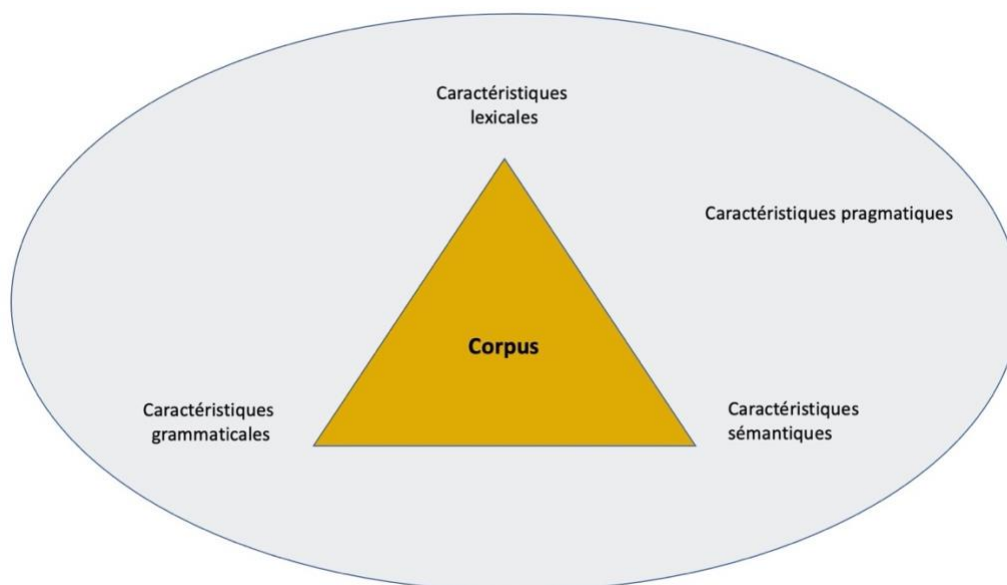 Caractéristiques
lexicales
Caractéristiques pragmatiques
Corpus
Caractéristiques
grammaticales
Caractéristiques
sémantiques